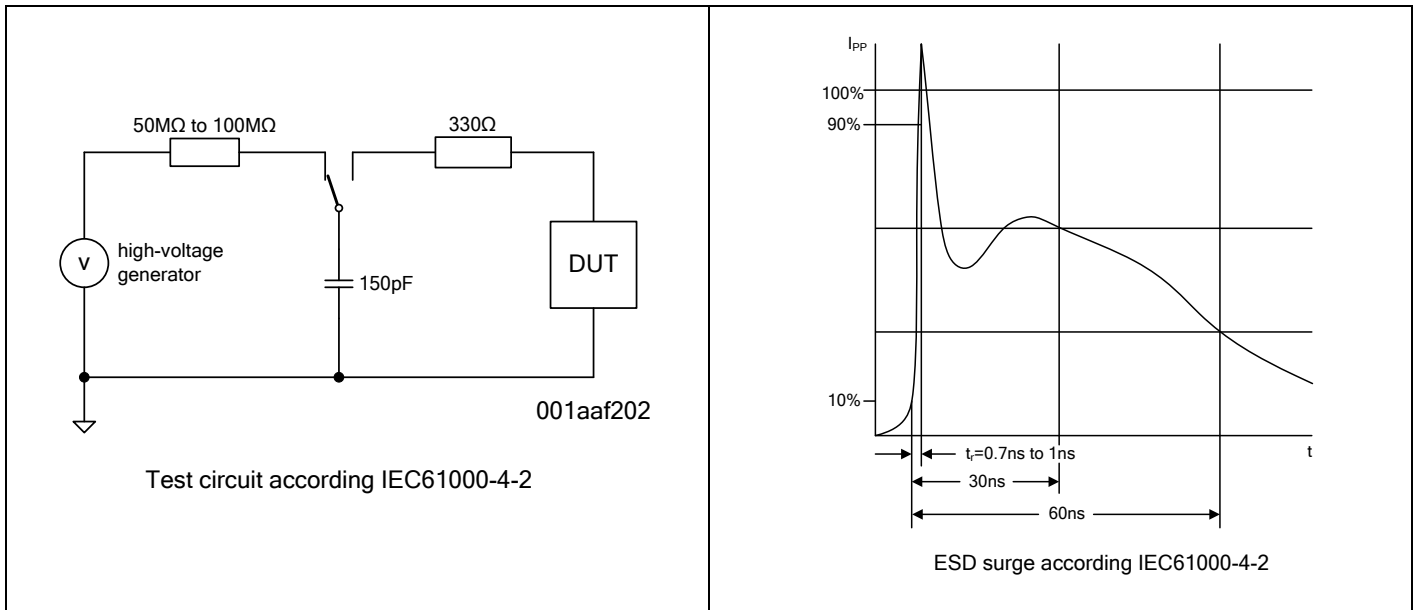 50MΩ to 100MΩ
330Ω
V
high-voltage
generator
150pF
DUT
001aaf202
Test circuit according IEC61000-4-2
IPP
100%
90%
10%
t
tr=0.7ns to 1ns
30ns
60ns
ESD surge according IEC61000-4-2